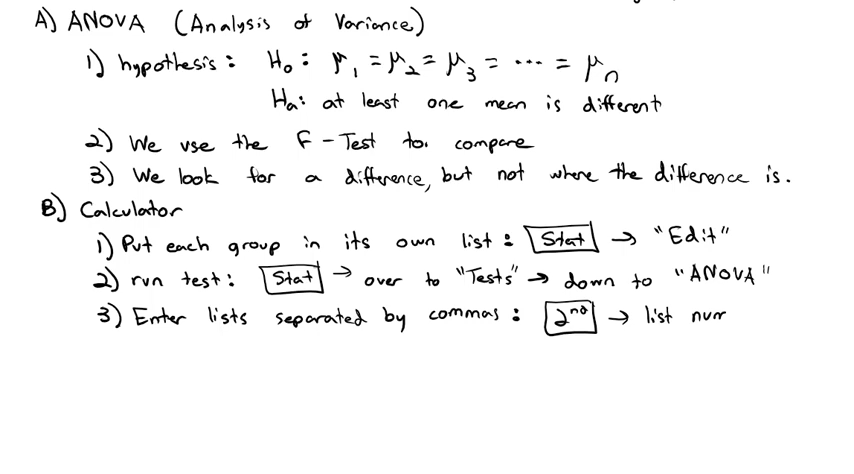 A) ANOVA (Analysis of Variance)
1) hypothesis: H₀: μ₁ = μ₂ = μ₃ = ... = μₙ
Hₐ: at least one mean is different
2) We use the F-Test to compare
3) We look for a difference, but not where the difference is.
B) Calculator
1) Put each group in its own list: Stat → "Edit"
2) run test: Stat → over to "Tests" → down to "ANOVA"
3) Enter lists separated by commas: 2nd → list num